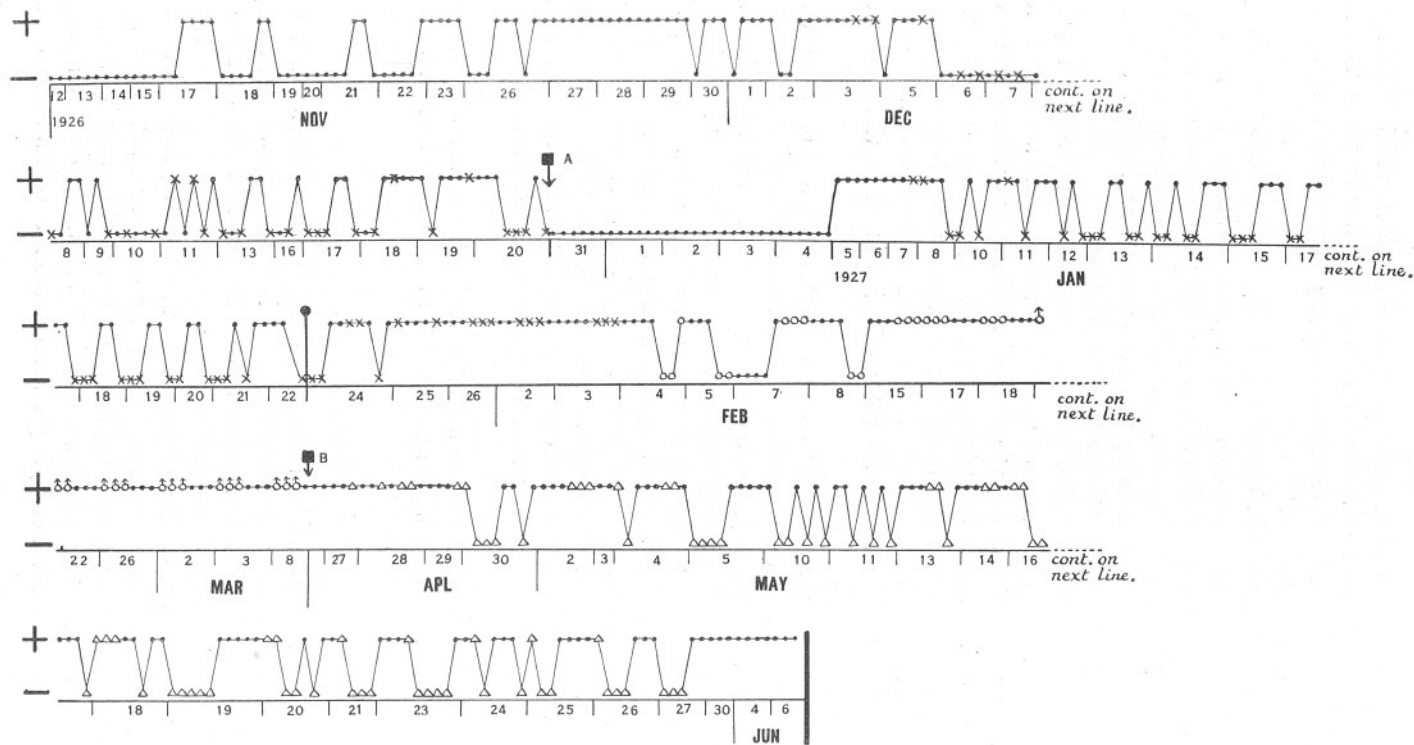 +
−
12 13 14 15 17 18 19 20 21 22 23 26 27 28 29 30 1 2 3 5 6 7 cont. on
next line.
1926 NOV DEC
A
+
−
8 9 10 11 13 16 17 18 19 20 31 1 2 3 4 5 6 7 8 10 11 12 13 14 15 17 cont. on
next line.
1927 JAN
+
−
18 19 20 21 22 24 25 26 2 3 4 5 7 8 15 17 18 cont. on
next line.
FEB
B
+
−
22 26 2 3 8 27 28 29 30 2 3 4 5 10 11 13 14 16 cont. on
next line.
MAR APL MAY
+
−
18 19 20 21 23 24 25 26 27 30 4 6
JUN